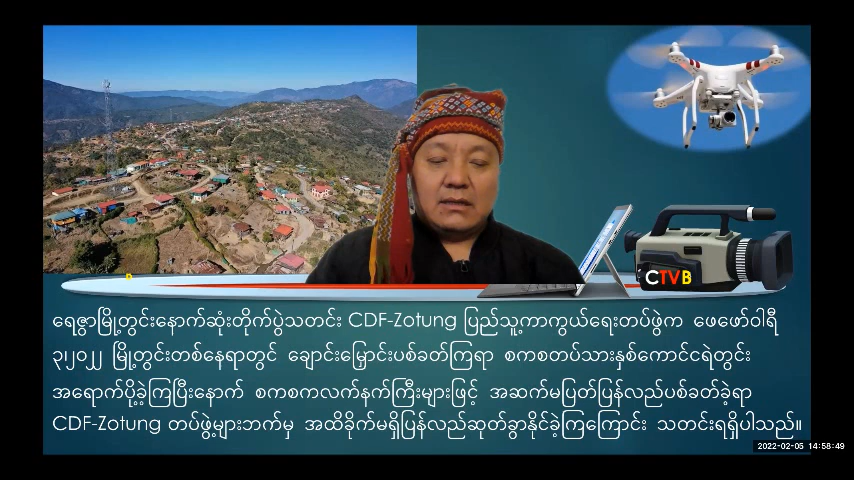 CTVB
ရေဇွာမြို့တွင်းနောက်ဆုံးတိုက်ပွဲသတင်း CDF-Zotung ပြည်သူ့ကာကွယ်ရေးတပ်ဖွဲ့က ဖေဖော်ဝါရီ
၃၊၂၀၂၂ မြို့တွင်းတစ်နေရာတွင် ချောင်းမြှောင်းပစ်ခတ်ကြရာ စကစတပ်သားနှစ်ကောင်ငရဲတွင်း
အရောက်ပို့ခဲ့ကြပြီးနောက် စကစကလက်နက်ကြီးများဖြင့် အဆက်မပြတ်ပြန်လည်ပစ်ခတ်ခဲ့ရာ
CDF-Zotung တပ်ဖွဲ့များဘက်မှ အထိခိုက်မရှိပြန်လည်ဆုတ်ခွာနိုင်ခဲ့ကြကြောင်း သတင်းရရှိပါသည်။
2022-02-05 14:58:49